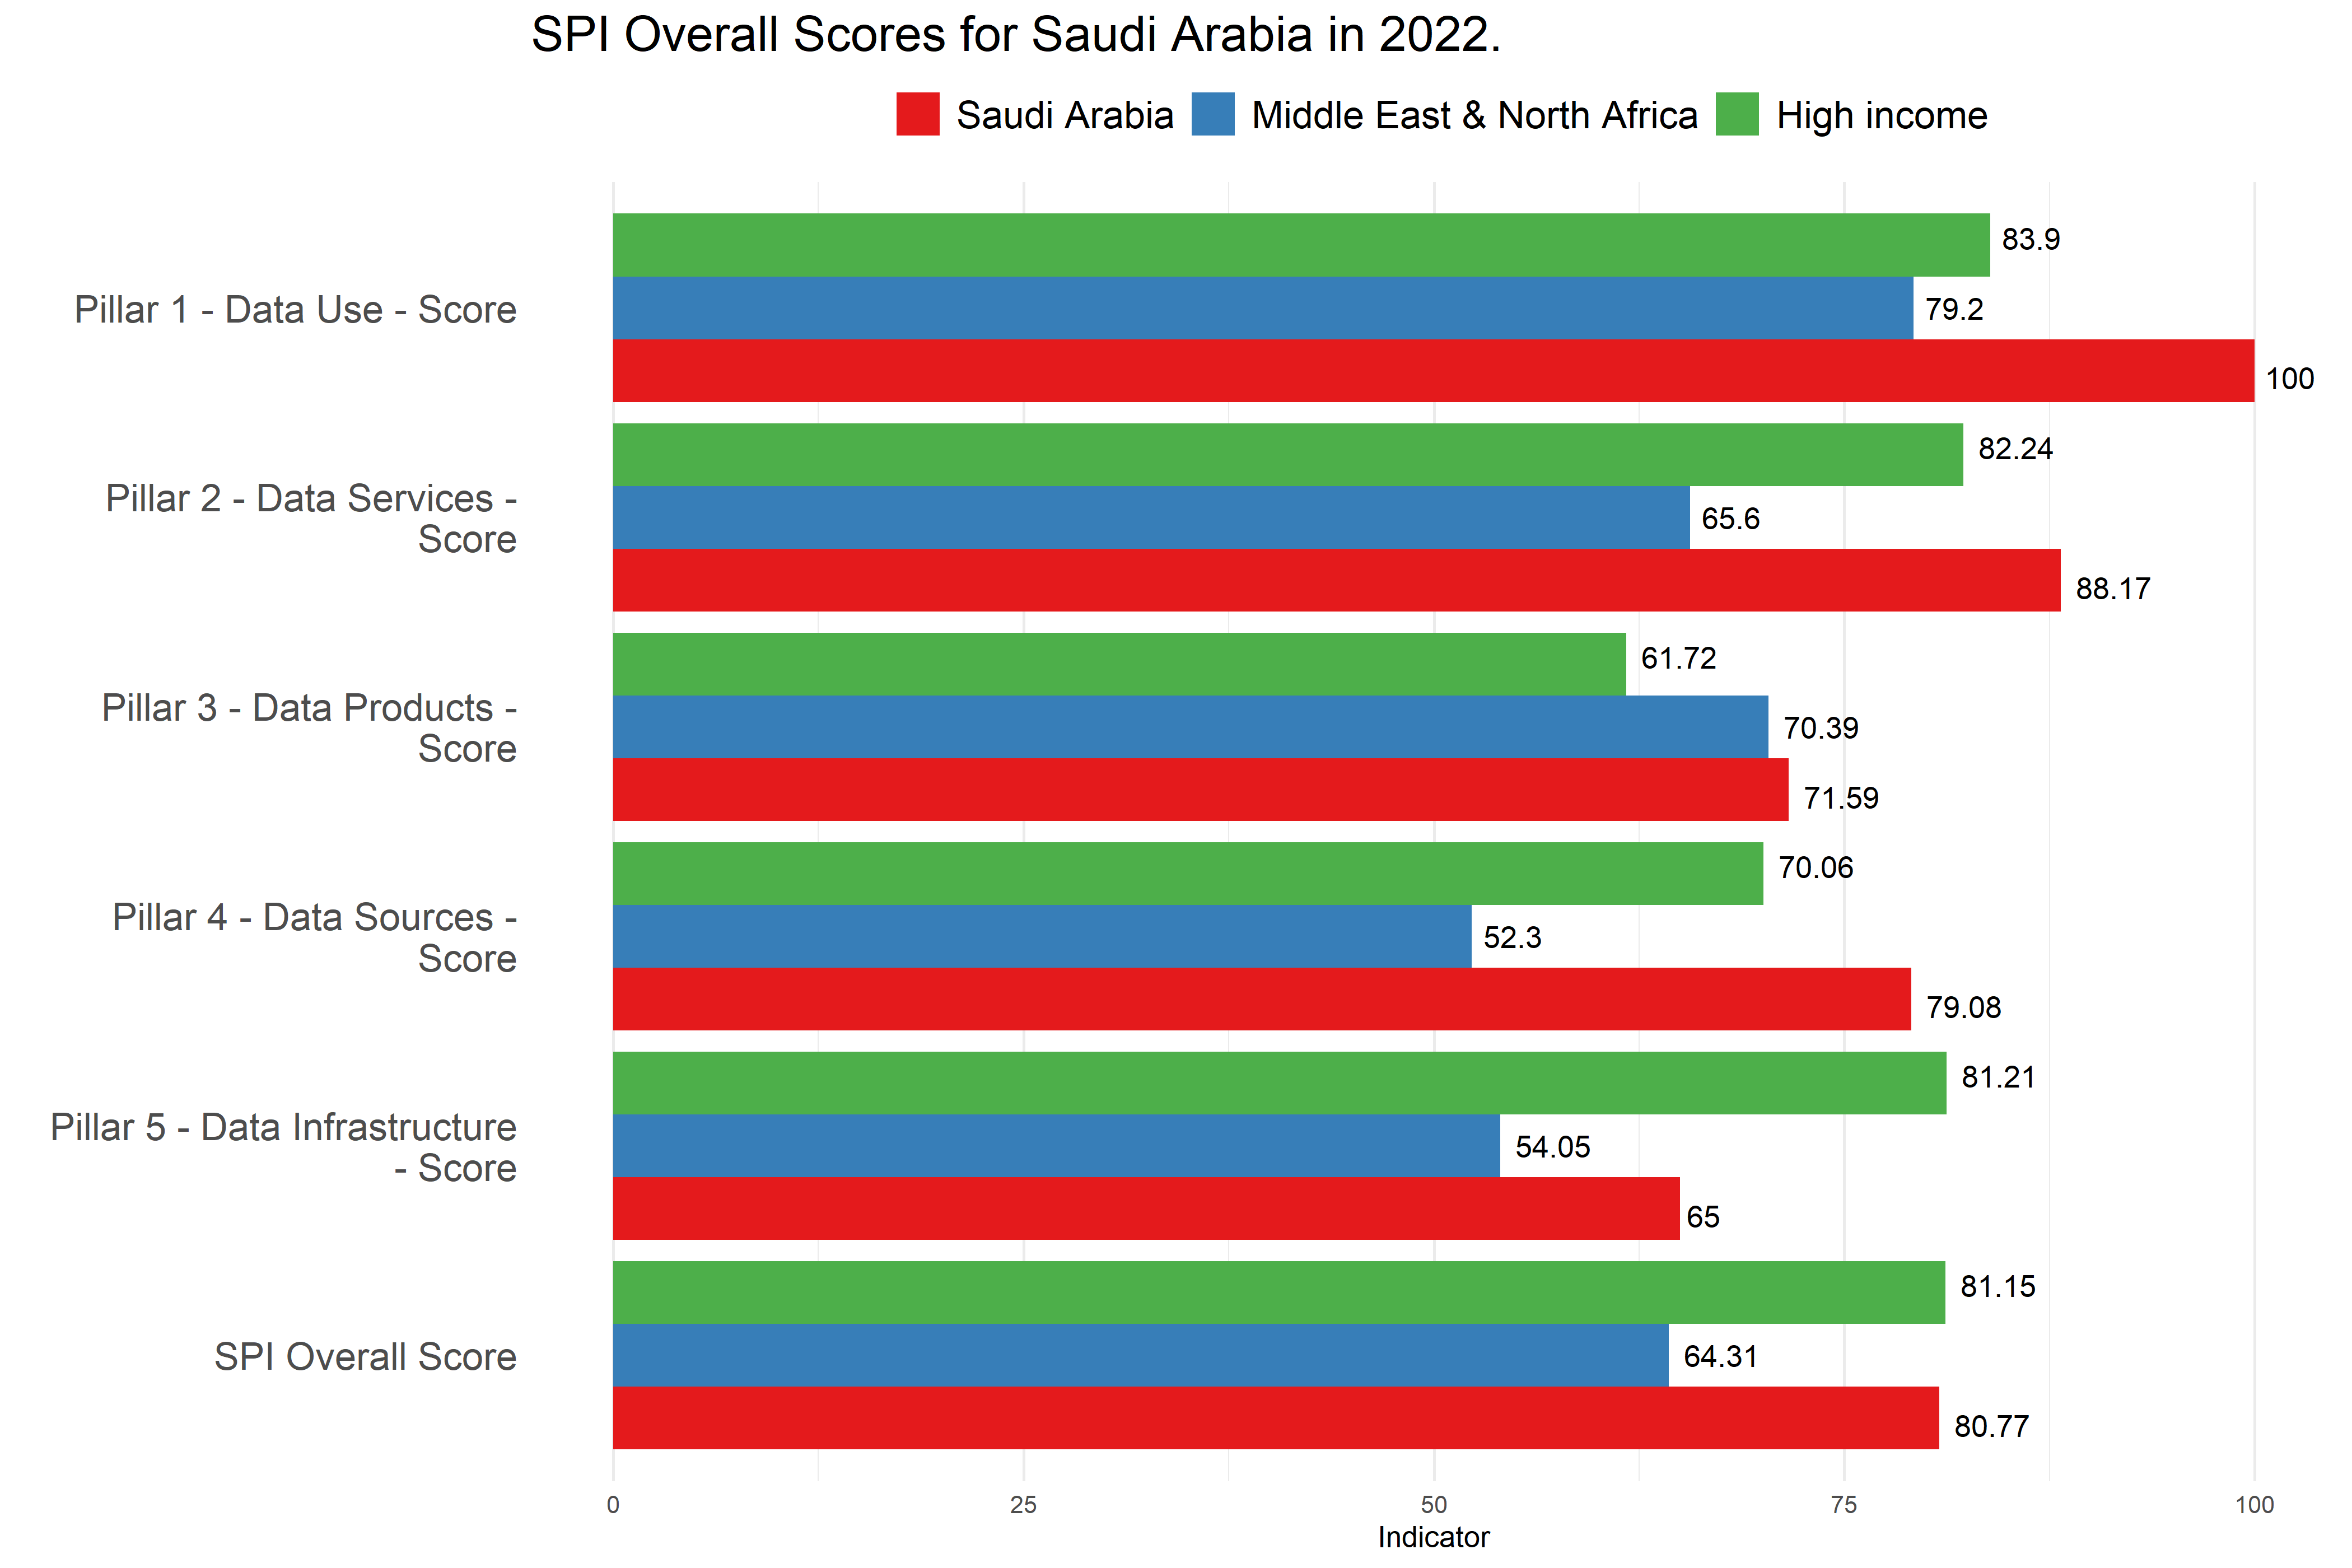 SPI Overall Scores for Saudi Arabia in 2022.
Saudi Arabia
Middle East & North Africa
High income
Pillar 1 - Data Use - Score
83.9
79.2
100
Pillar 2 - Data Services -
Score
82.24
65.6
88.17
Pillar 3 - Data Products -
Score
61.72
70.39
71.59
Pillar 4 - Data Sources -
Score
70.06
52.3
79.08
Pillar 5 - Data Infrastructure
- Score
81.21
54.05
65
SPI Overall Score
81.15
64.31
80.77
0 25 50 75 100
Indicator